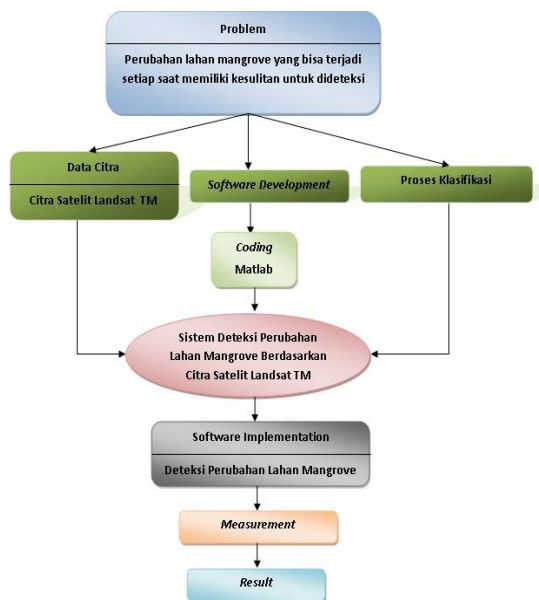 Problem
Perubahan lahan mangrove yang bisa terjadi
setiap saat memiliki kesulitan untuk dideteksi
Data Citra
Citra Satelit Landsat TM
Software Development
Proses Klasifikasi
Coding
Matlab
Sistem Deteksi Perubahan
Lahan Mangrove Berdasarkan
Citra Satelit Landsat TM
Software Implementation
Deteksi Perubahan Lahan Mangrove
Measurement
Result